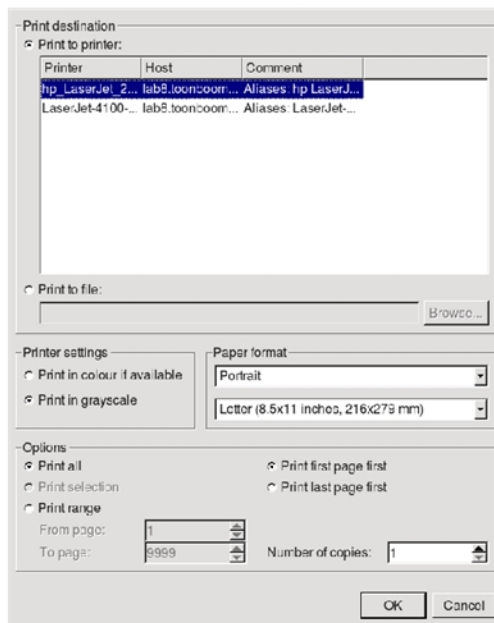 Print destination
Print to printer:
Printer Host Comment
hp_LaserJet_2... lab8.toonboom... Aliases: hp LaserJ...
LaserJet-4100-... lab8.toonboom... Aliases: LaserJet-...
Print to file:
Browse...
Printer settings
Print in colour if available
Print in grayscale
Paper format
Portrait
Letter (8.5x11 inches, 216x279 mm)
Options
Print all
Print selection
Print range
From page: 1
To page: 9999
Print first page first
Print last page first
Number of copies: 1
OK Cancel